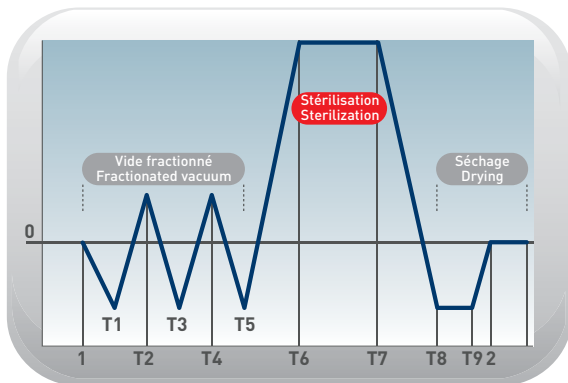 Stérilisation
Sterilization
Vide fractionné
Fractionated vacuum
Séchage
Drying
0
T1 T3 T5
1 T2 T4 T6 T7 T8 T9 2